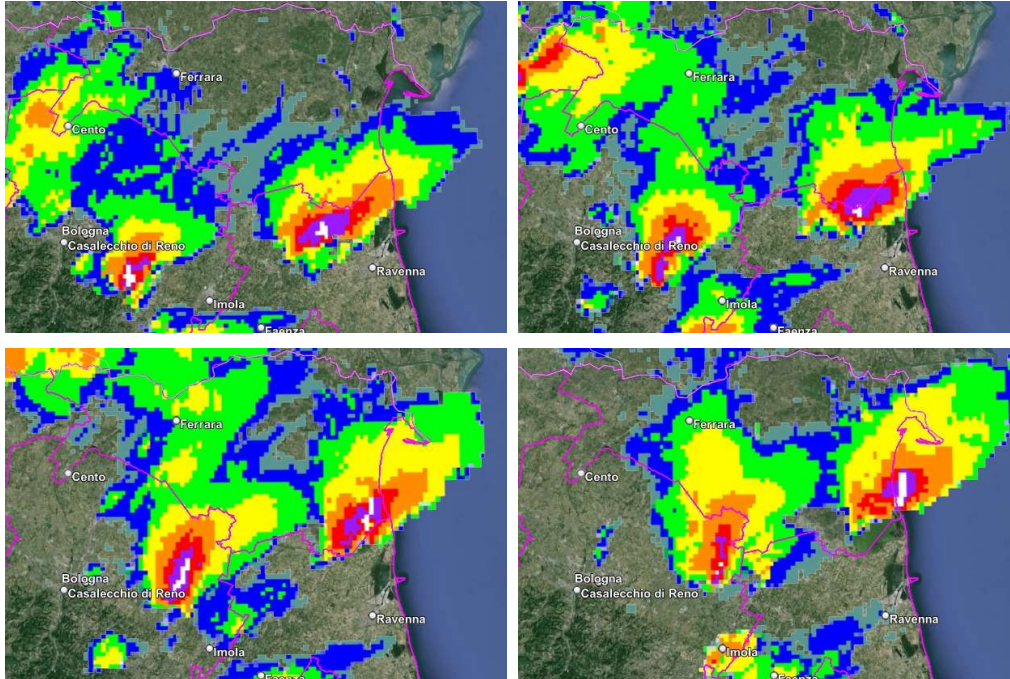 Ferrara
Cento
Bologna
Casalecchio di Reno
Ravenna
Imola
Faenza
Ferrara
Cento
Bologna
Casalecchio di Reno
Ravenna
Imola
Faenza
Ferrara
Cento
Bologna
Casalecchio di Reno
Ravenna
Imola
Faenza
Ferrara
Cento
Bologna
Casalecchio di Reno
Ravenna
Imola
Faenza